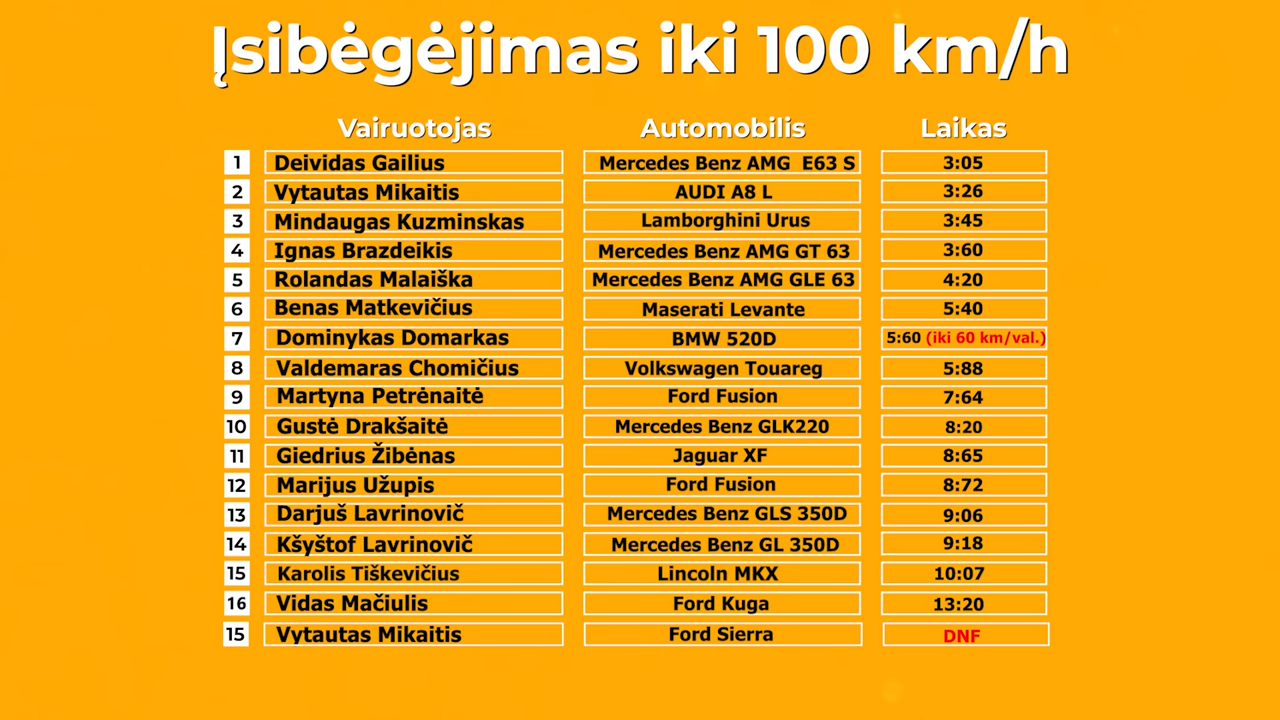 Įsibėgėjimas iki 100 km/h
Vairuotojas Automobilis Laikas
1 Deividas Gailius Mercedes Benz AMG E63 S 3:05
2 Vytautas Mikaitis AUDI A8 L 3:26
3 Mindaugas Kuzminskas Lamborghini Urus 3:45
4 Ignas Brazdeikis Mercedes Benz AMG GT 63 3:60
5 Rolandas Malaiška Mercedes Benz AMG GLE 63 4:20
6 Benas Matkevičius Maserati Levante 5:40
7 Dominykas Domarkas BMW 520D 5:60 (iki 60 km/val.)
8 Valdemaras Chomičius Volkswagen Touareg 5:88
9 Martyna Petrėnaitė Ford Fusion 7:64
10 Gustė Drakšaitė Mercedes Benz GLK220 8:20
11 Giedrius Žibėnas Jaguar XF 8:65
12 Marijus Užupis Ford Fusion 8:72
13 Darjuš Lavrinovič Mercedes Benz GLS 350D 9:06
14 Kšyštof Lavrinovič Mercedes Benz GL 350D 9:18
15 Karolis Tiškevičius Lincoln MKX 10:07
16 Vidas Mačiulis Ford Kuga 13:20
15 Vytautas Mikaitis Ford Sierra DNF